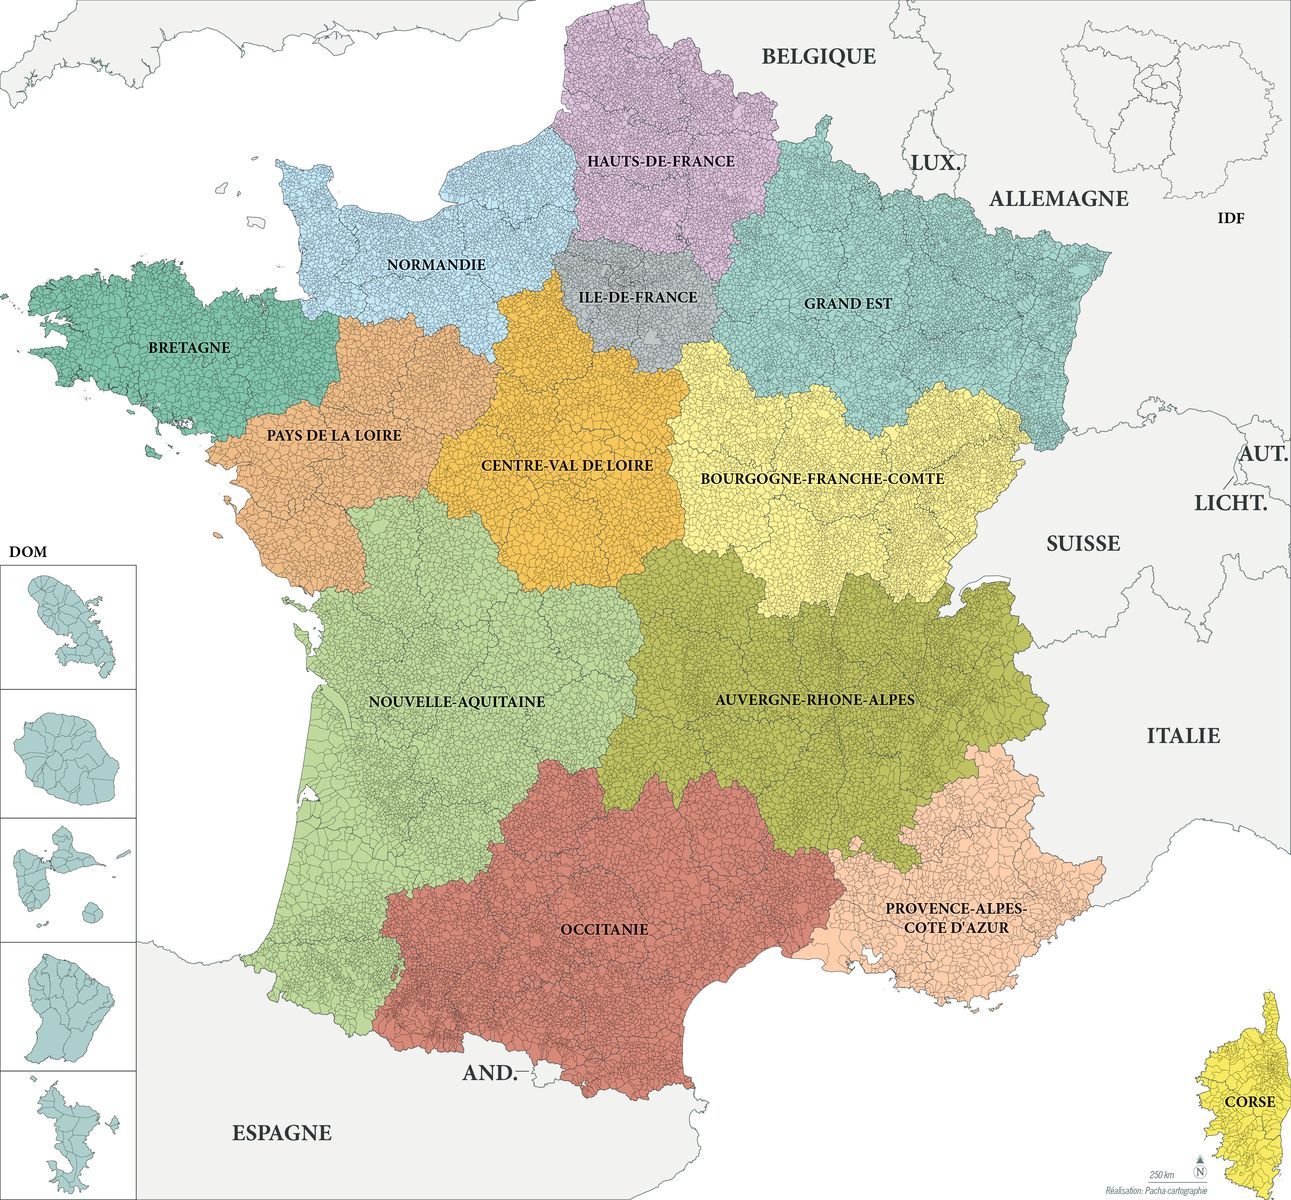 BELGIQUE
HAUTS-DE-FRANCE
LUX.
ALLEMAGNE
IDF
NORMANDIE
ILE-DE-FRANCE
GRAND EST
BRETAGNE
PAYS DE LA LOIRE
CENTRE-VAL DE LOIRE
BOURGOGNE-FRANCHE-COMTE
AUT.
LICHT.
SUISSE
DOM
NOUVELLE-AQUITAINE
AUVERGNE-RHONE-ALPES
ITALIE
OCCITANIE
PROVENCE-ALPES-
COTE D'AZUR
AND.
ESPAGNE
CORSE
250 km
N
Réalisation: Pacha cartographie